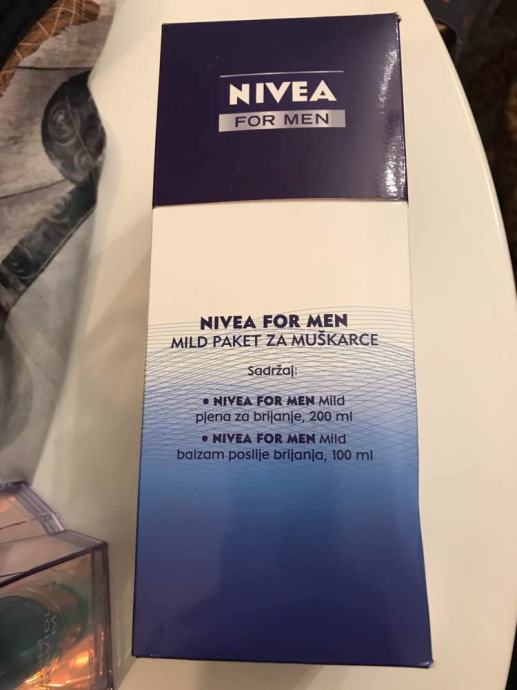 NIVEA
FOR MEN
NIVEA FOR MEN
MILD PAKET ZA MUŠKARCE
Sadržaj:
• NIVEA FOR MEN Mild
pjena za brijanje, 200 ml
• NIVEA FOR MEN Mild
balzam poslije brijanja, 100 ml